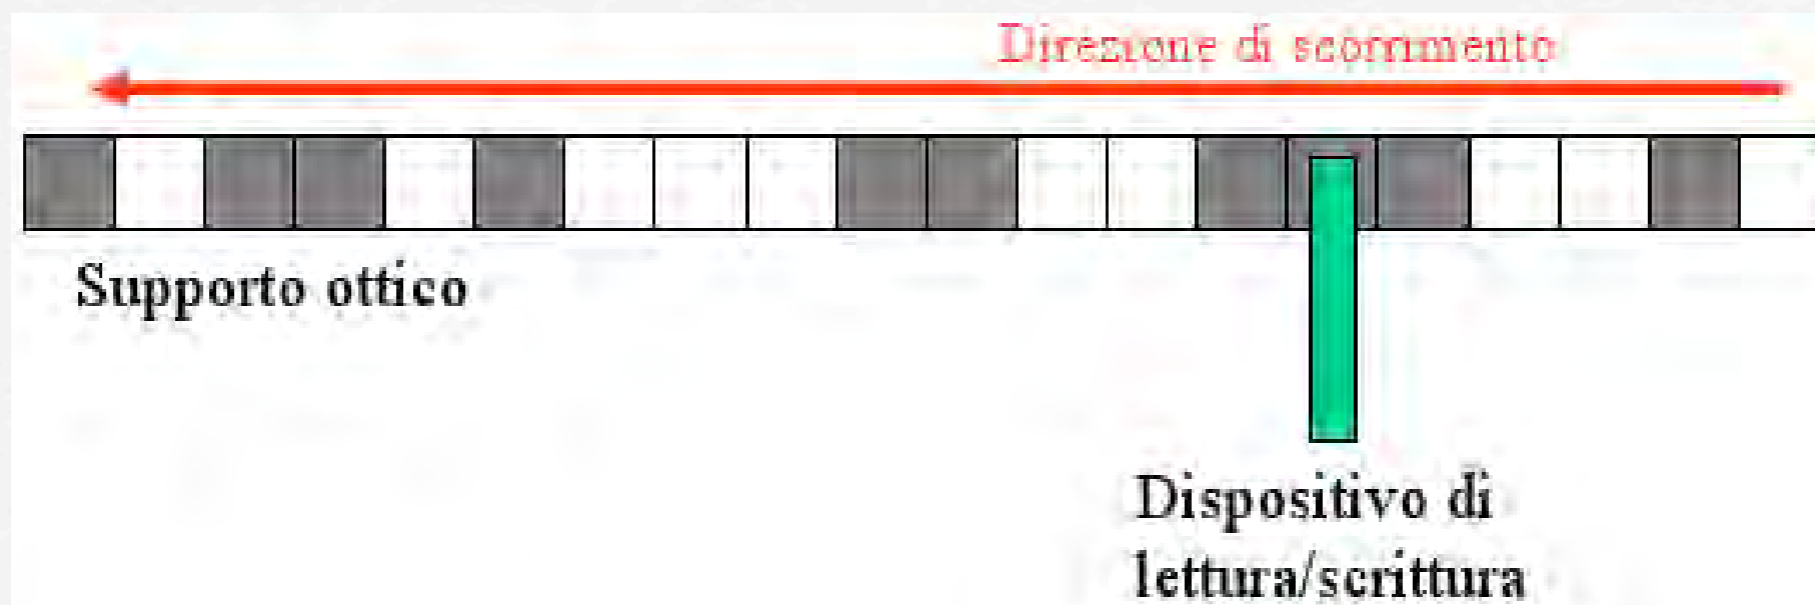 Direzione di scorrimento
Supporto ottico
Dispositivo di
lettura/scrittura